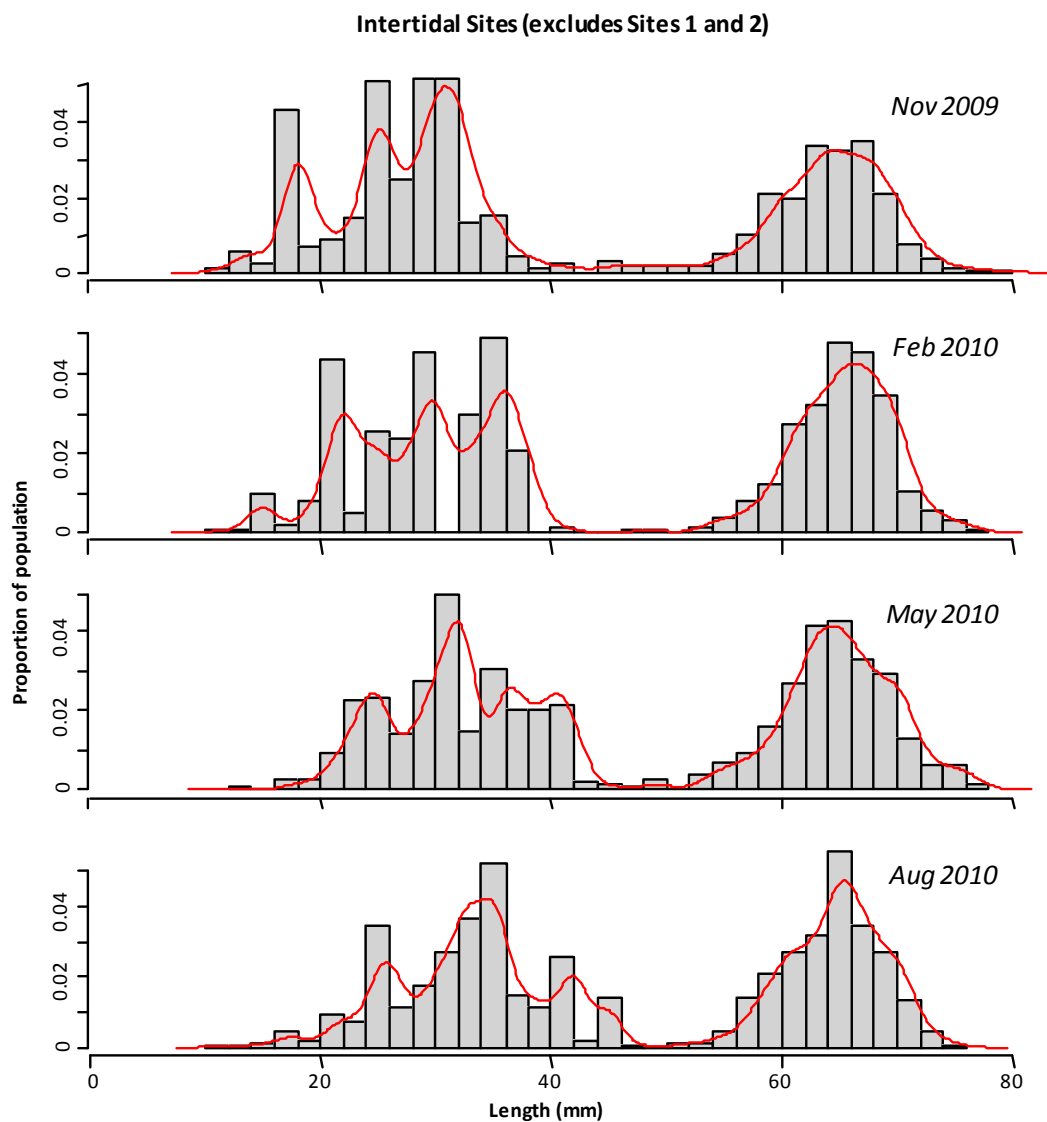 Intertidal Sites (excludes Sites 1 and 2)
Proportion of population
Nov 2009
0.04
0.02
0
Feb 2010
0.04
0.02
0
May 2010
0.04
0.02
0
Aug 2010
0.04
0.02
0
0 20 40 60 80
Length (mm)